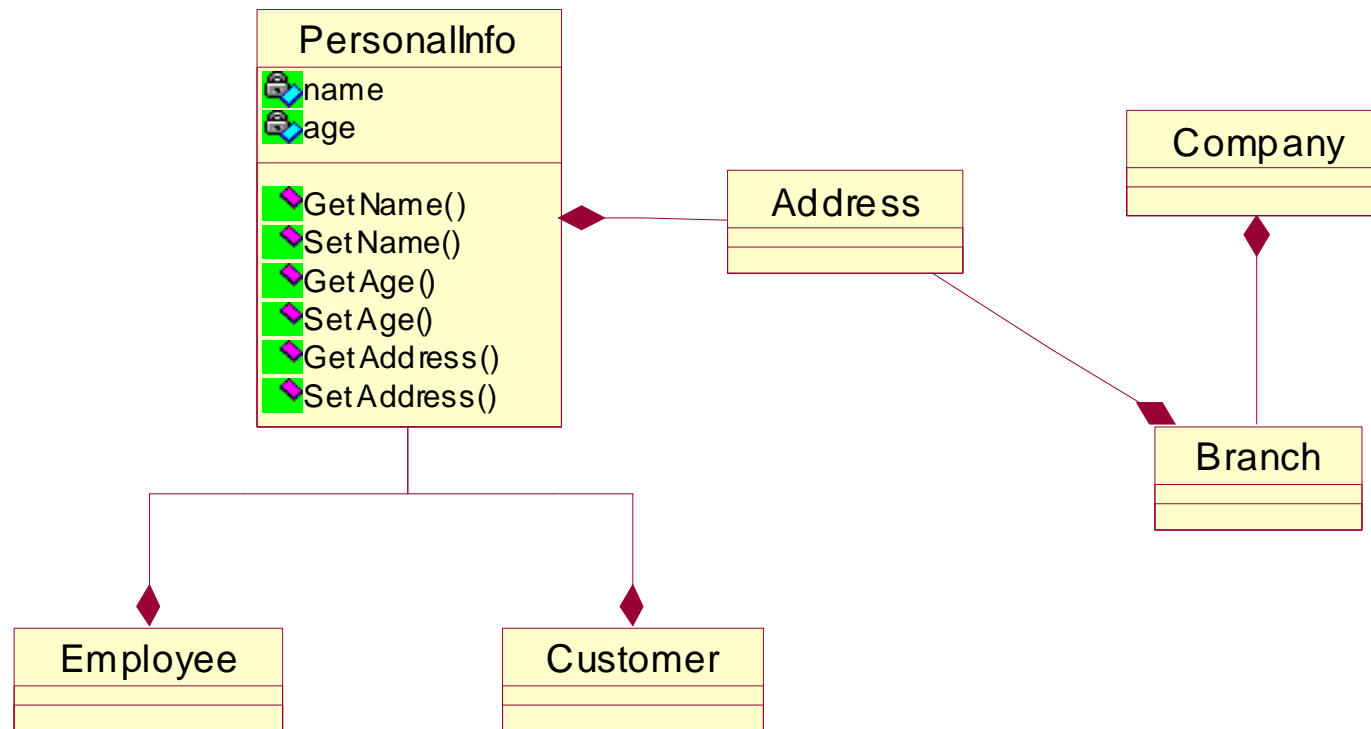 PersonalInfo
name
age
GetName()
SetName()
GetAge()
SetAge()
GetAddress()
SetAddress()
Address
Company
Branch
Employee
Customer